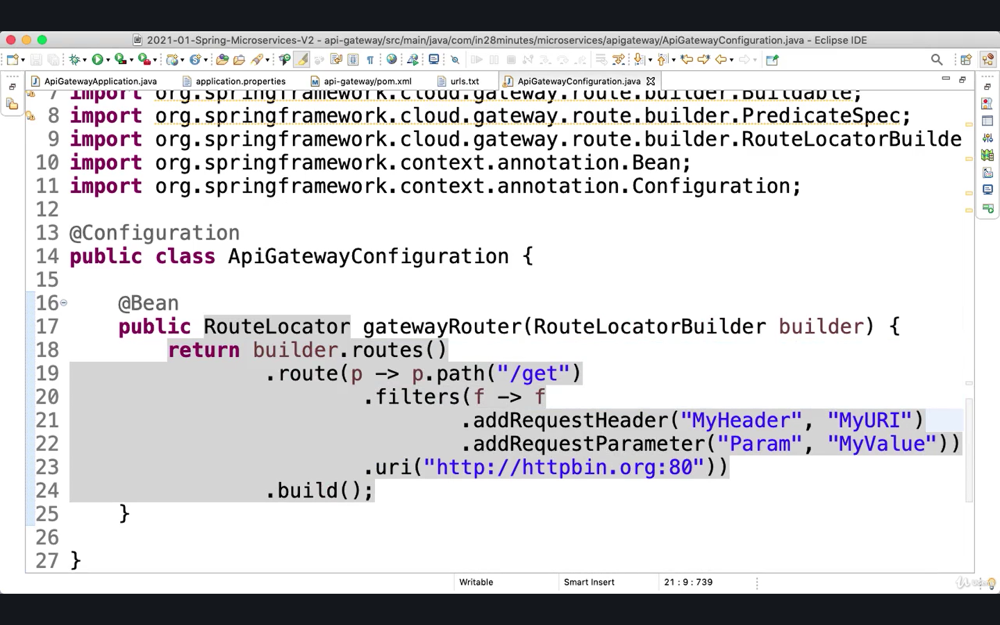 2021-01-Spring-Microservices-V2 - api-gateway/src/main/java/com/in28minutes/microservices/apigateway/ApiGatewayConfiguration.java - Eclipse IDE
ApiGatewayApplication.java application.properties api-gateway/pom.xml urls.txt ApiGatewayConfiguration.java
7 import org.springframework.cloud.gateway.route.builder.Buildable;
8 import org.springframework.cloud.gateway.route.builder.PredicateSpec;
9 import org.springframework.cloud.gateway.route.builder.RouteLocatorBuilde
10 import org.springframework.context.annotation.Bean;
11 import org.springframework.context.annotation.Configuration;
12
13 @Configuration
14 public class ApiGatewayConfiguration {
15
16 @Bean
17 public RouteLocator gatewayRouter(RouteLocatorBuilder builder) {
18 return builder.routes()
19 .route(p -> p.path("/get")
20 .filters(f -> f
21 .addRequestHeader("MyHeader", "MyURI")
22 .addRequestParameter("Param", "MyValue"))
23 .uri("http://httpbin.org:80"))
24 .build();
25 }
26
27 }
Writable Smart Insert 21 : 9 : 739